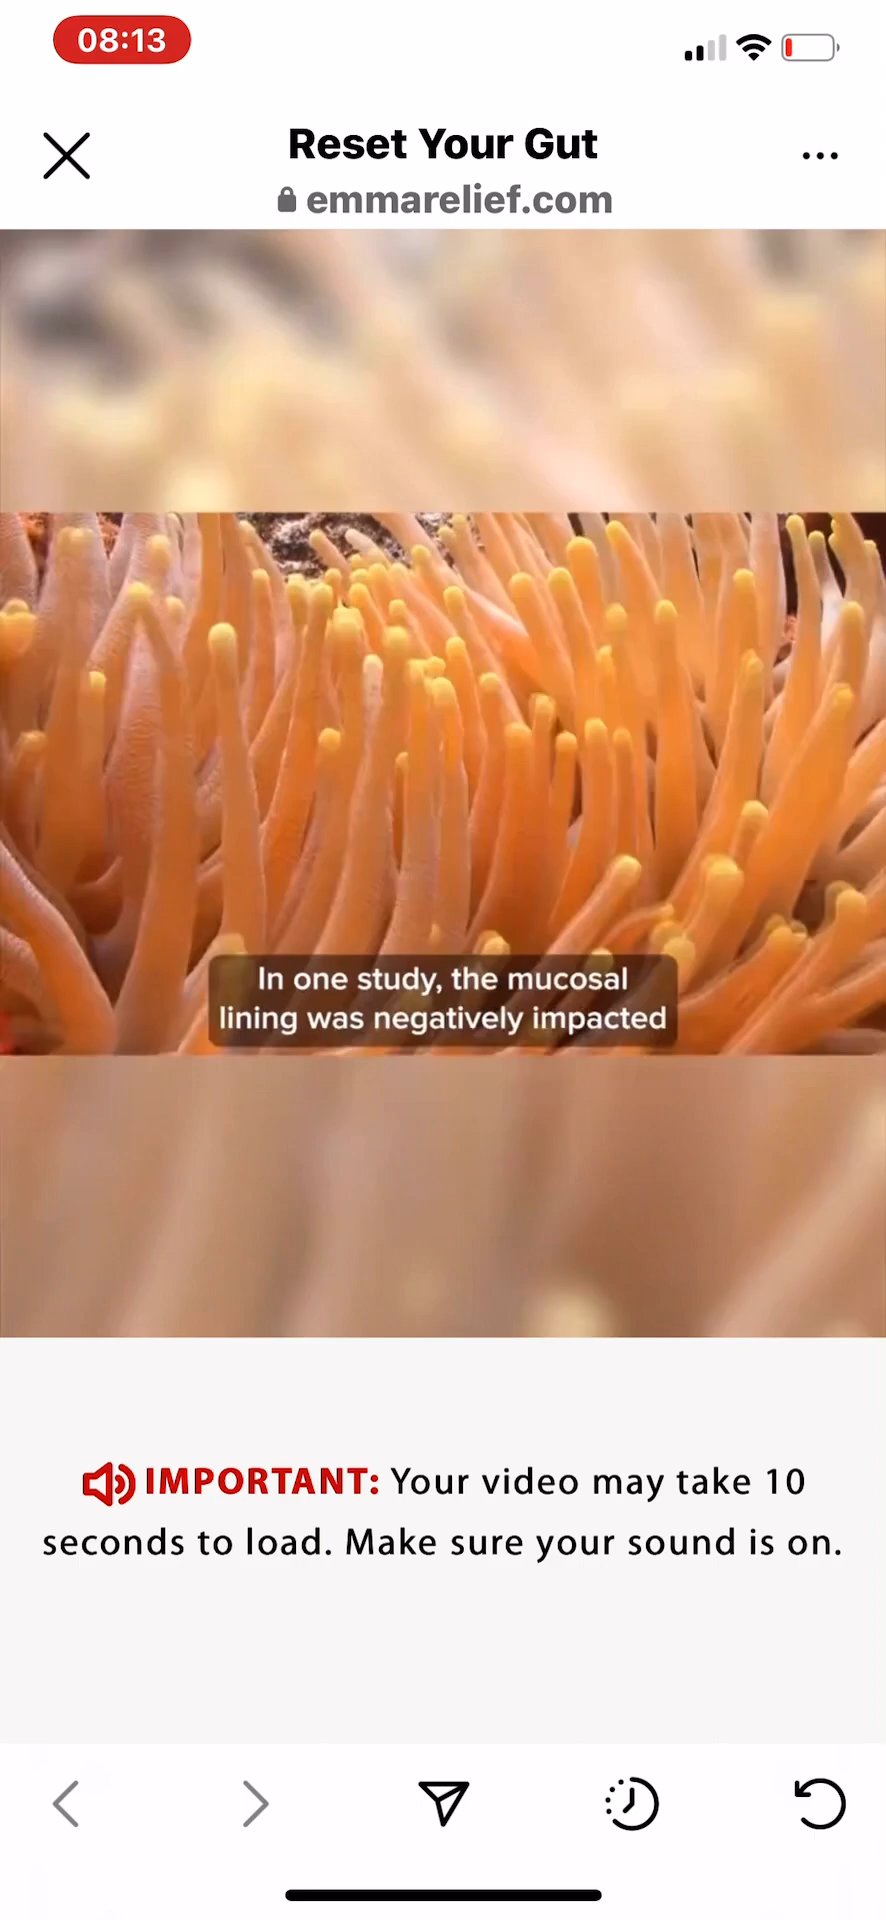 08:13
Reset Your Gut
emmarelief.com
In one study, the mucosal
lining was negatively impacted
IMPORTANT: Your video may take 10
seconds to load. Make sure your sound is on.